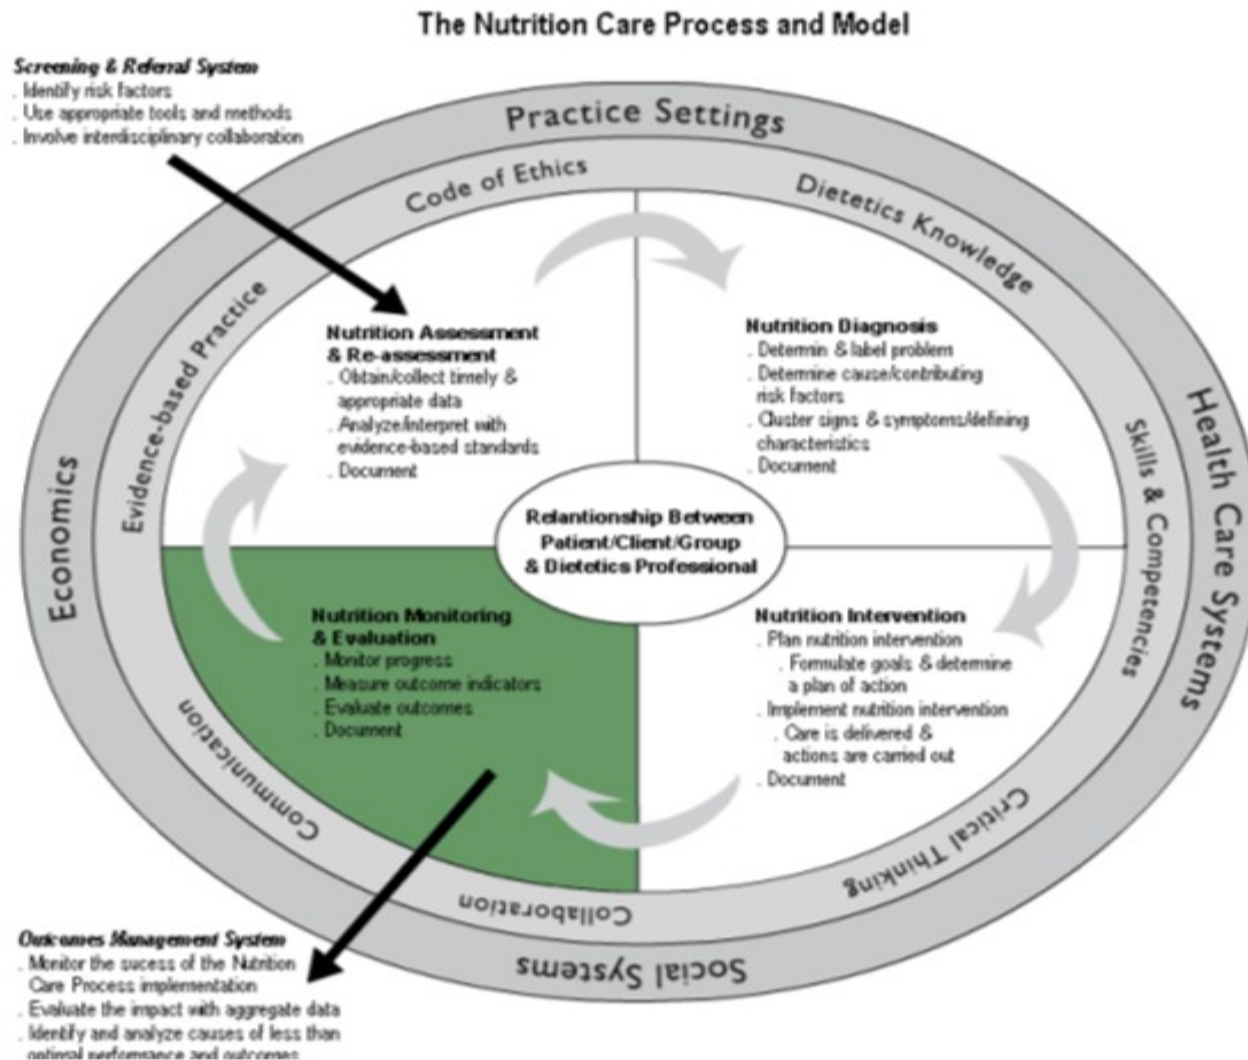 The Nutrition Care Process and Model
Screening & Referral System
. Identify risk factors
. Use appropriate tools and methods
. Involve interdisciplinary collaboration
Practice Settings
Code of Ethics
Dietetics Knowledge
Evidence-based Practice
Economics
Health Care Systems
Skills & Competencies
Nutrition Assessment
& Re-assessment
. Obtain/collect timely &
appropriate data
. Analyze/interpret with
evidence-based standards
. Document
Nutrition Diagnosis
. Determin & label problem
. Determine cause/contributing
risk factors
. Cluster signs & symptoms/defining
characteristics
. Document
Relantionship Between
Patient/Client/Group
& Dietetics Professional
Nutrition Monitoring
& Evaluation
. Monitor progress
. Measure outcome indicators
. Evaluate outcomes
. Document
Nutrition Intervention
. Plan nutrition intervention
. Formulate goals & determine
a plan of action
. Implement nutrition intervention
. Care is delivered &
actions are carried out
. Document
Communication
Collaboration
Critical Thinking
Social Systems
Outcomes Management System
. Monitor the sucess of the Nutrition
Care Process implementation
. Evaluate the impact with aggregate data
. Identify and analyze causes of less than
optimal performance and outcomes